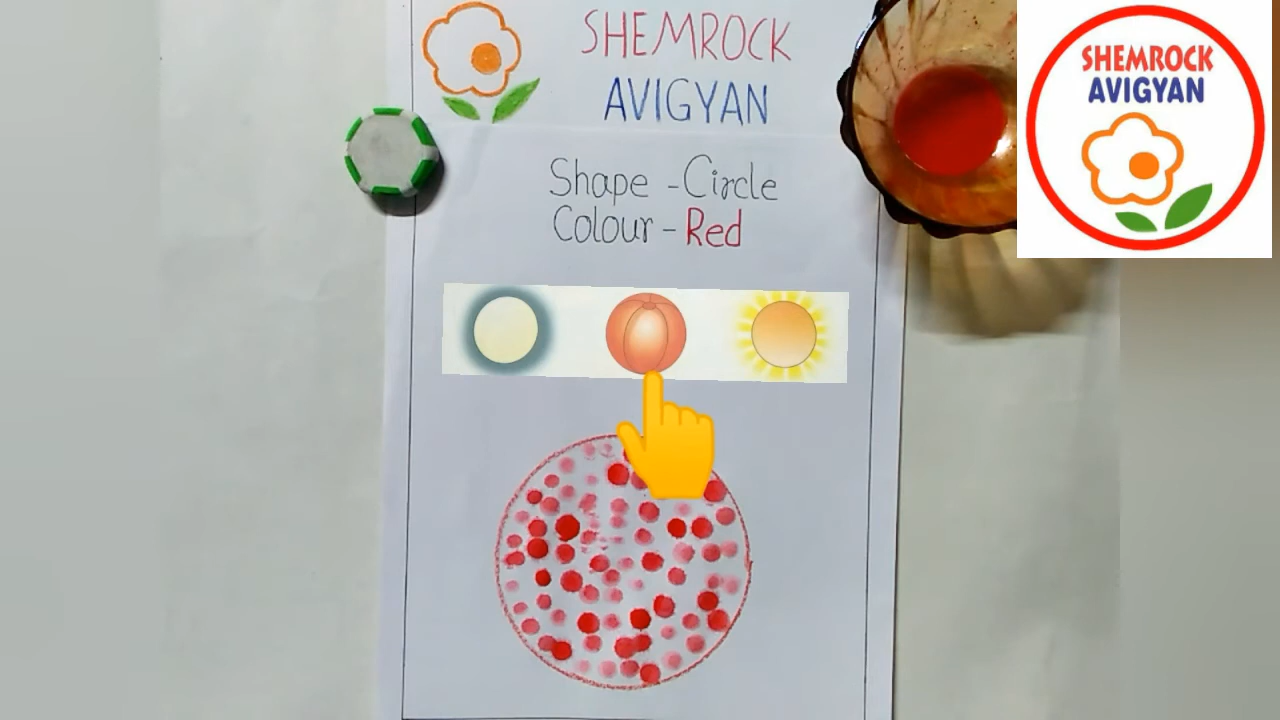 SHEMROCK
AVIGYAN
Shape - Circle
Colour - Red
SHEMROCK
AVIGYAN